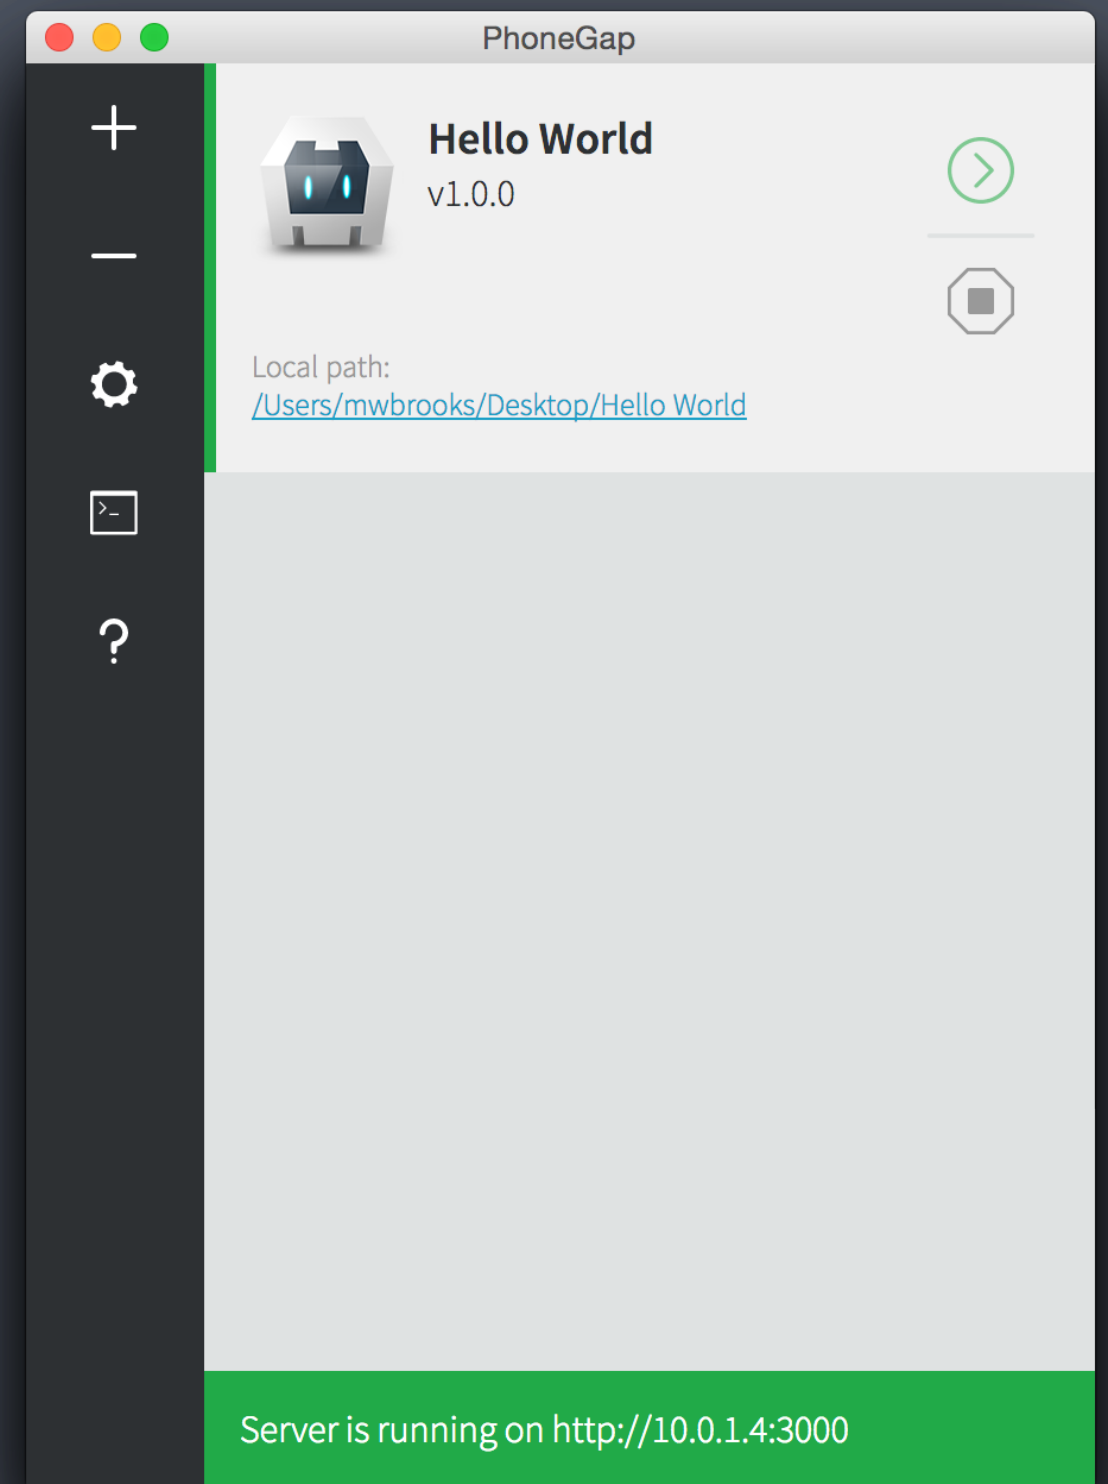 PhoneGap
Hello World
v1.0.0
Local path:
/Users/mwbrooks/Desktop/Hello World
Server is running on http://10.0.1.4:3000